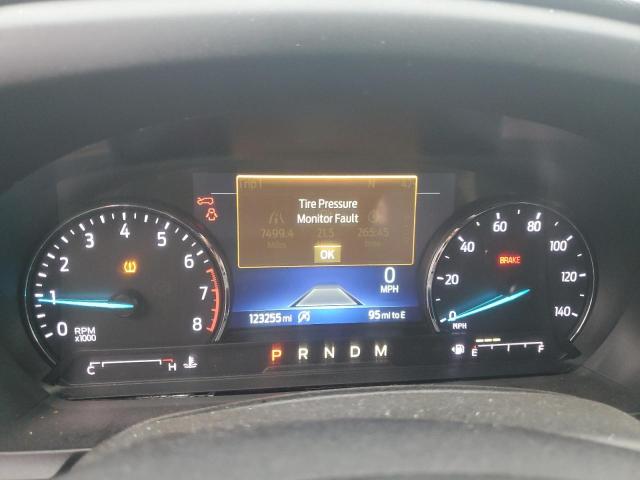 Trip 1 N
Tire Pressure
Monitor Fault
7499.4 21.5 265:45
Miles
OK
0
MPH
123255 mi 95 mi to E
0 1 2 3 4 5 6 7 8
RPM
x1000
0 20 40 60 80 100 120 140
MPH
BRAKE
C H
P R N D M
E F